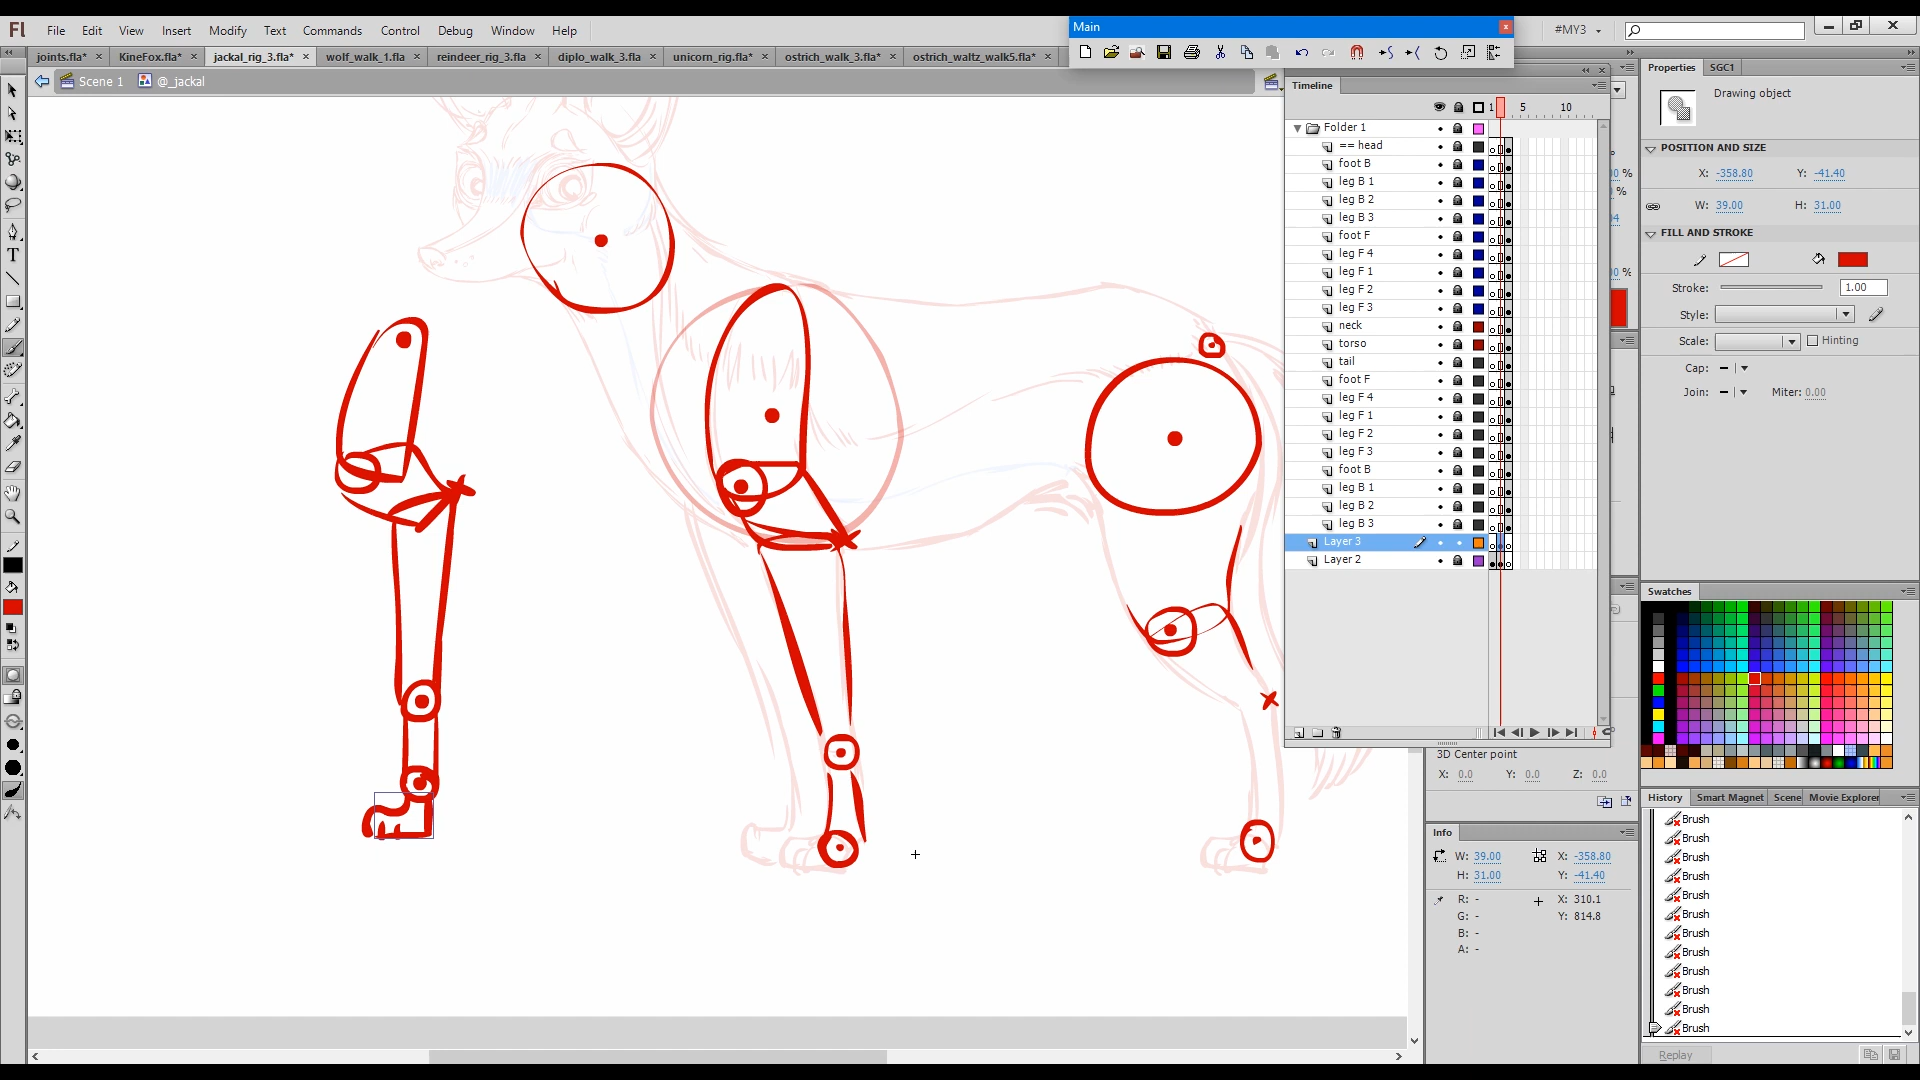 Main
Fl File Edit View Insert Modify Text Commands Control Debug Window Help
#MY3
joints.fla* KineFox.fla* jackal_rig_3.fla* wolf_walk_1.fla reindeer_rig_3.fla diplo_walk_3.fla unicorn_rig.fla* ostrich_walk_3.fla* ostrich_waltz_walk5.fla*
Scene 1 @_jackal
Timeline
1 5 10
Folder 1
== head
foot B
leg B 1
leg B 2
leg B 3
foot F
leg F 4
leg F 1
leg F 2
leg F 3
neck
torso
tail
foot F
leg F 4
leg F 1
leg F 2
leg F 3
foot B
leg B 1
leg B 2
leg B 3
Layer 3
Layer 2
Properties SGC1
Drawing object
POSITION AND SIZE
X: -358.80 Y: -41.40
W: 39.00 H: 31.00
FILL AND STROKE
Stroke: 1.00
Style:
Scale: Hinting
Cap:
Join: Miter: 0.00
Swatches
3D Center point
X: 0.0 Y: 0.0 Z: 0.0
Info
W: 39.00 X: -358.80
H: 31.00 Y: -41.40
R: - X: 310.1
G: - Y: 814.8
B: -
A: -
History Smart Magnet Scene Movie Explorer
Brush
Brush
Brush
Brush
Brush
Brush
Brush
Brush
Brush
Brush
Brush
Brush
Replay